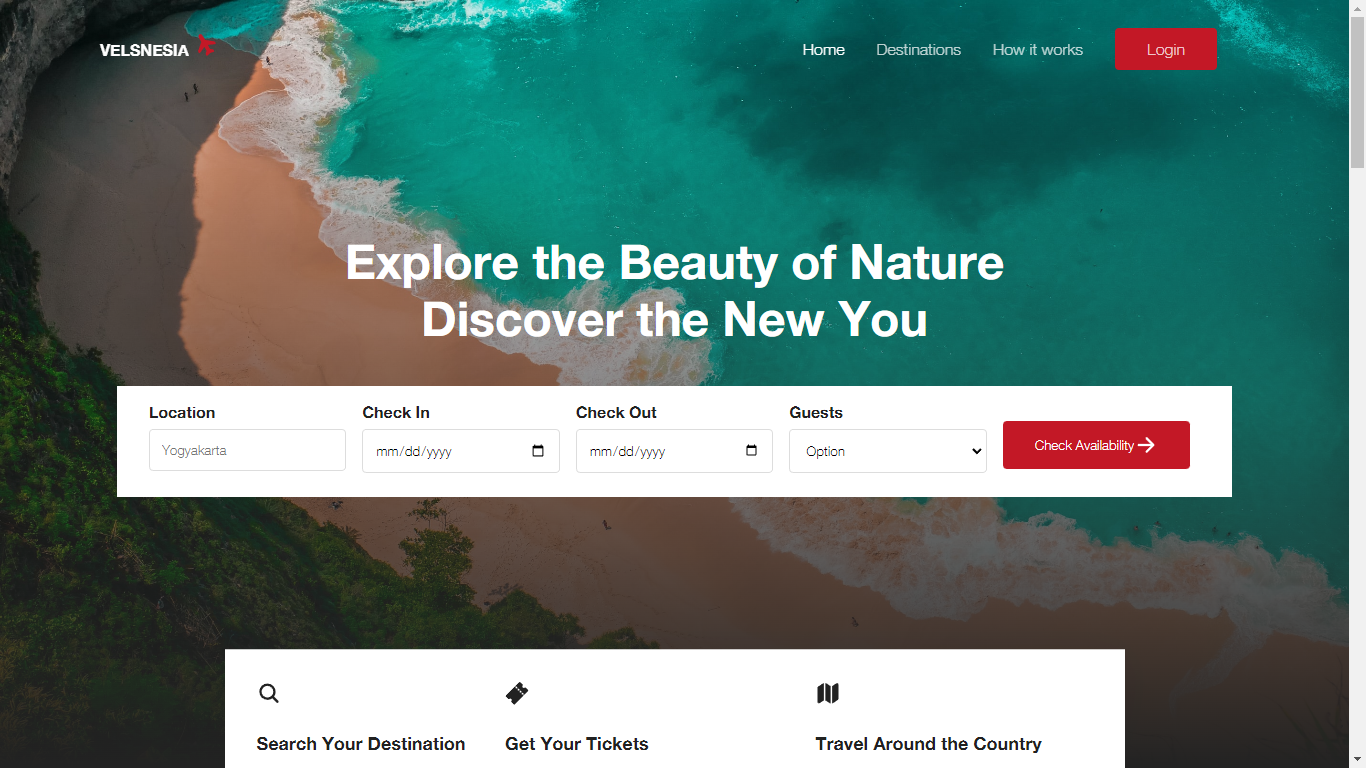 VELSNESIA
Home
Destinations
How it works
Login
Explore the Beauty of Nature
Discover the New You
Location
Check In
Check Out
Guests
Yogyakarta
mm/dd/yyyy
mm/dd/yyyy
Option
Check Availability
Search Your Destination
Get Your Tickets
Travel Around the Country